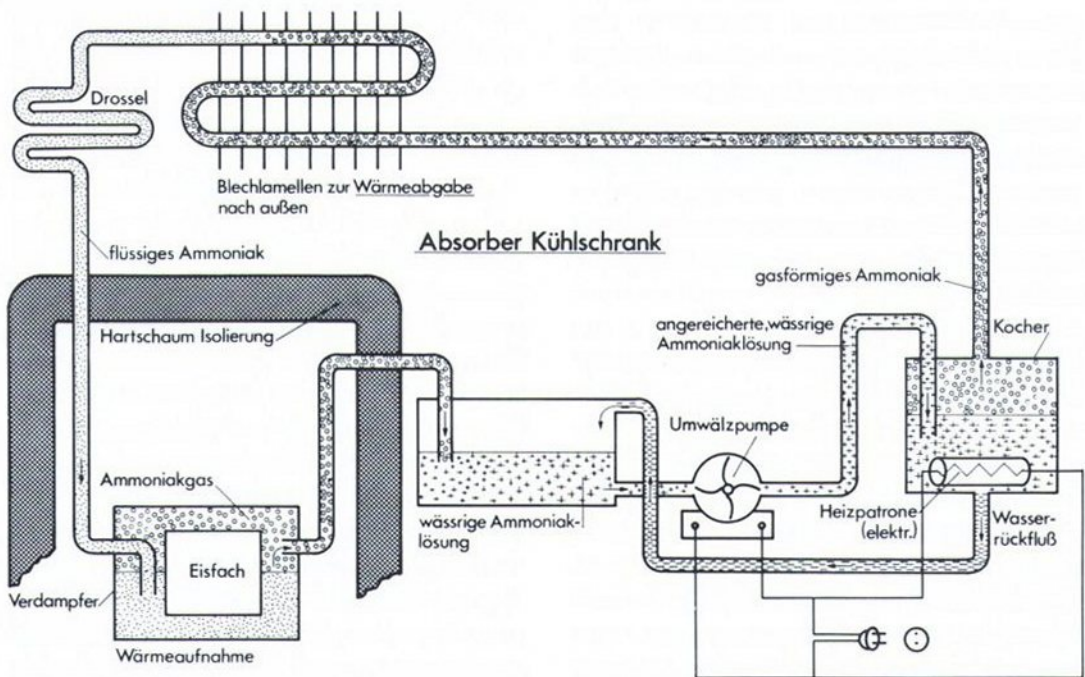 Drossel
Blechlamellen zur Wärmeabgabe
nach außen
flüssiges Ammoniak
Absorber Kühlschrank
gasförmiges Ammoniak
Hartschaum Isolierung
angereicherte, wässrige
Ammoniaklösung
Kocher
Umwälzpumpe
Ammoniakgas
wässrige Ammoniak-
lösung
Heizpatrone
(elektr.)
Wasser-
rückfluß
Eisfach
Verdampfer
Wärmeaufnahme